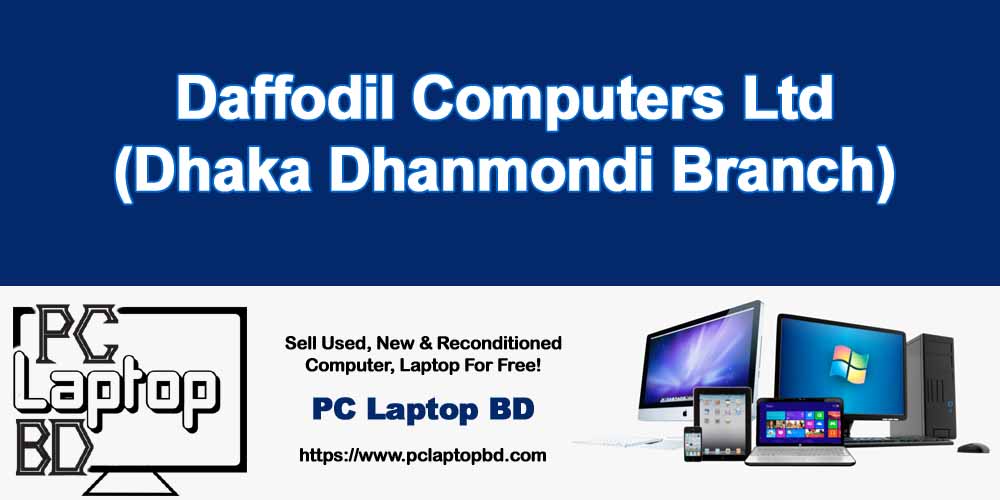 Daffodil Computers Ltd
(Dhaka Dhanmondi Branch)
PC
Laptop
BD
Sell Used, New & Reconditioned
Computer, Laptop For Free!
PC Laptop BD
https://www.pclaptopbd.com